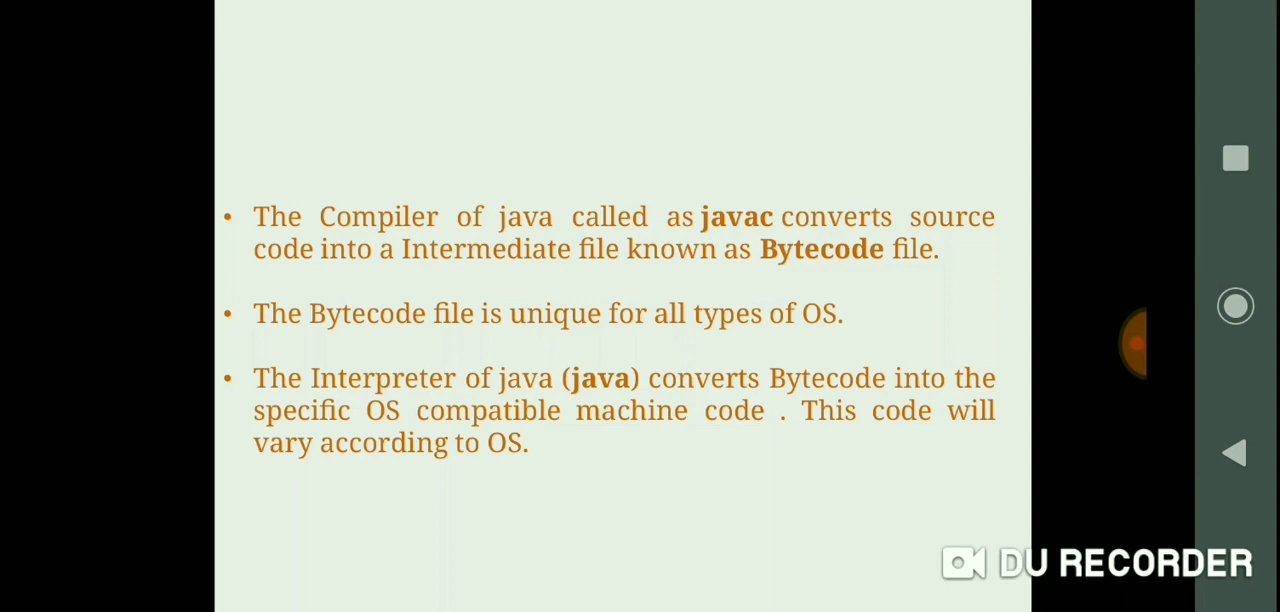 • The Compiler of java called as javac converts source
code into a Intermediate file known as Bytecode file.
• The Bytecode file is unique for all types of OS.
• The Interpreter of java (java) converts Bytecode into the
specific OS compatible machine code . This code will
vary according to OS.
DU RECORDER